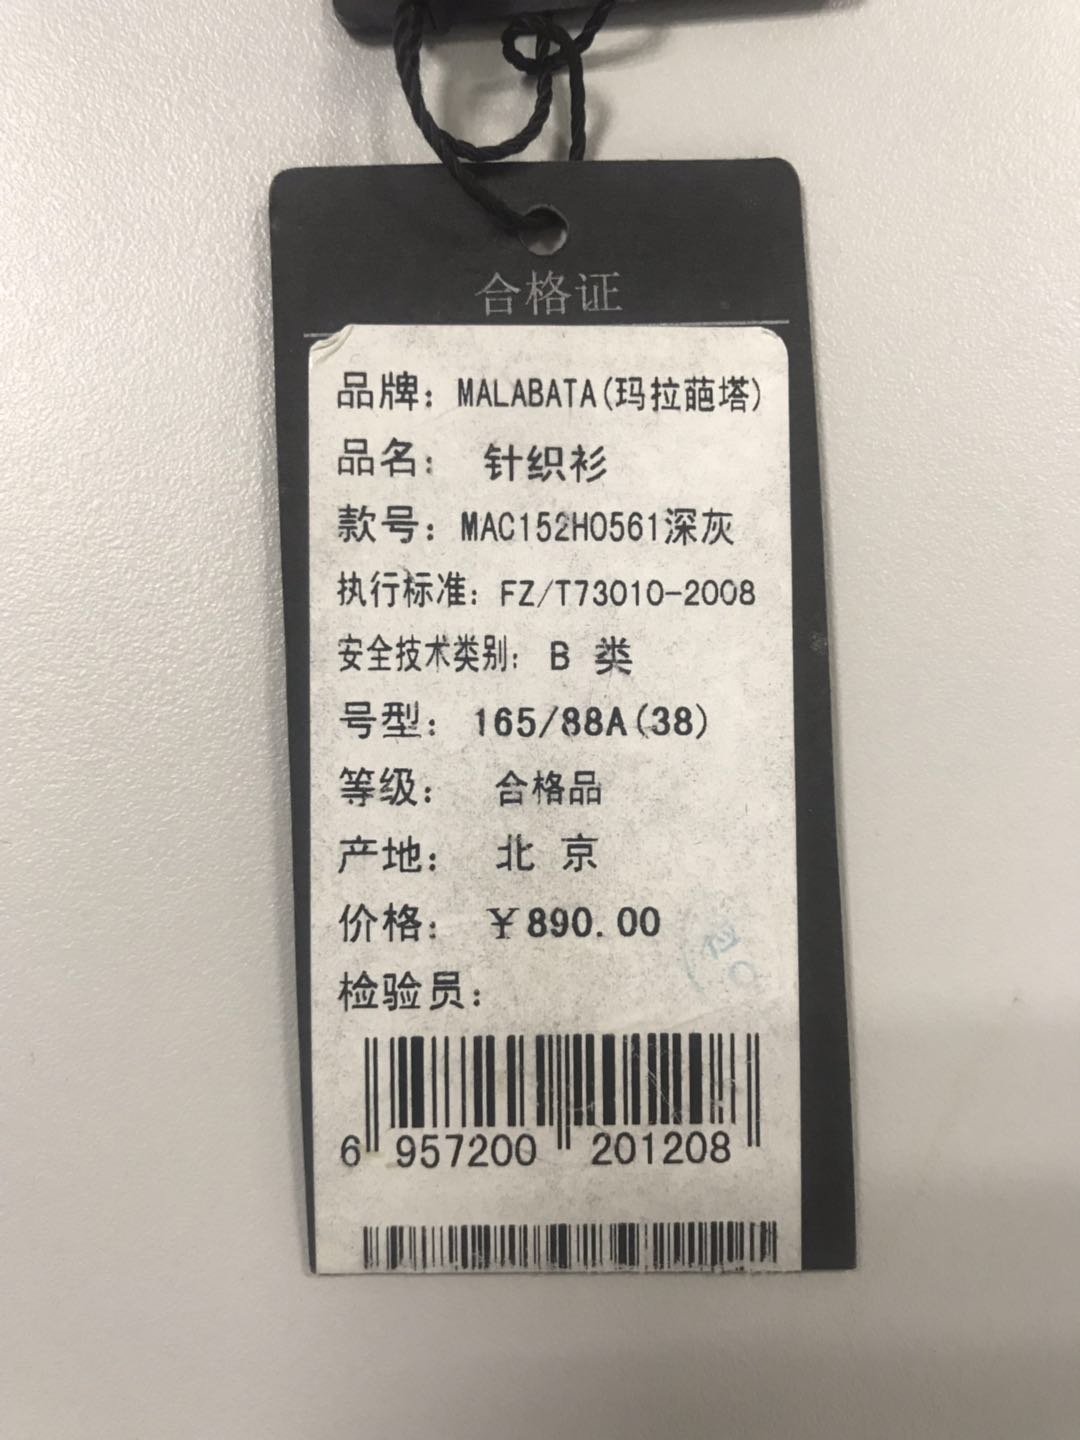 合格证
品牌：MALABATA(玛拉葩塔)
品名： 针织衫
款号：MAC152H0561深灰
执行标准：FZ/T73010-2008
安全技术类别：B 类
号型： 165/88A(38)
等级： 合格品
产地： 北 京
价格： ￥890.00
检验员：
6 957200 201208